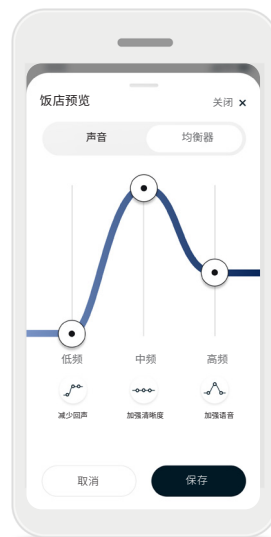 饭店预览
关闭 ×
声音 均衡器
低频 中频 高频
减少回声 加强清晰度 加强语音
取消 保存